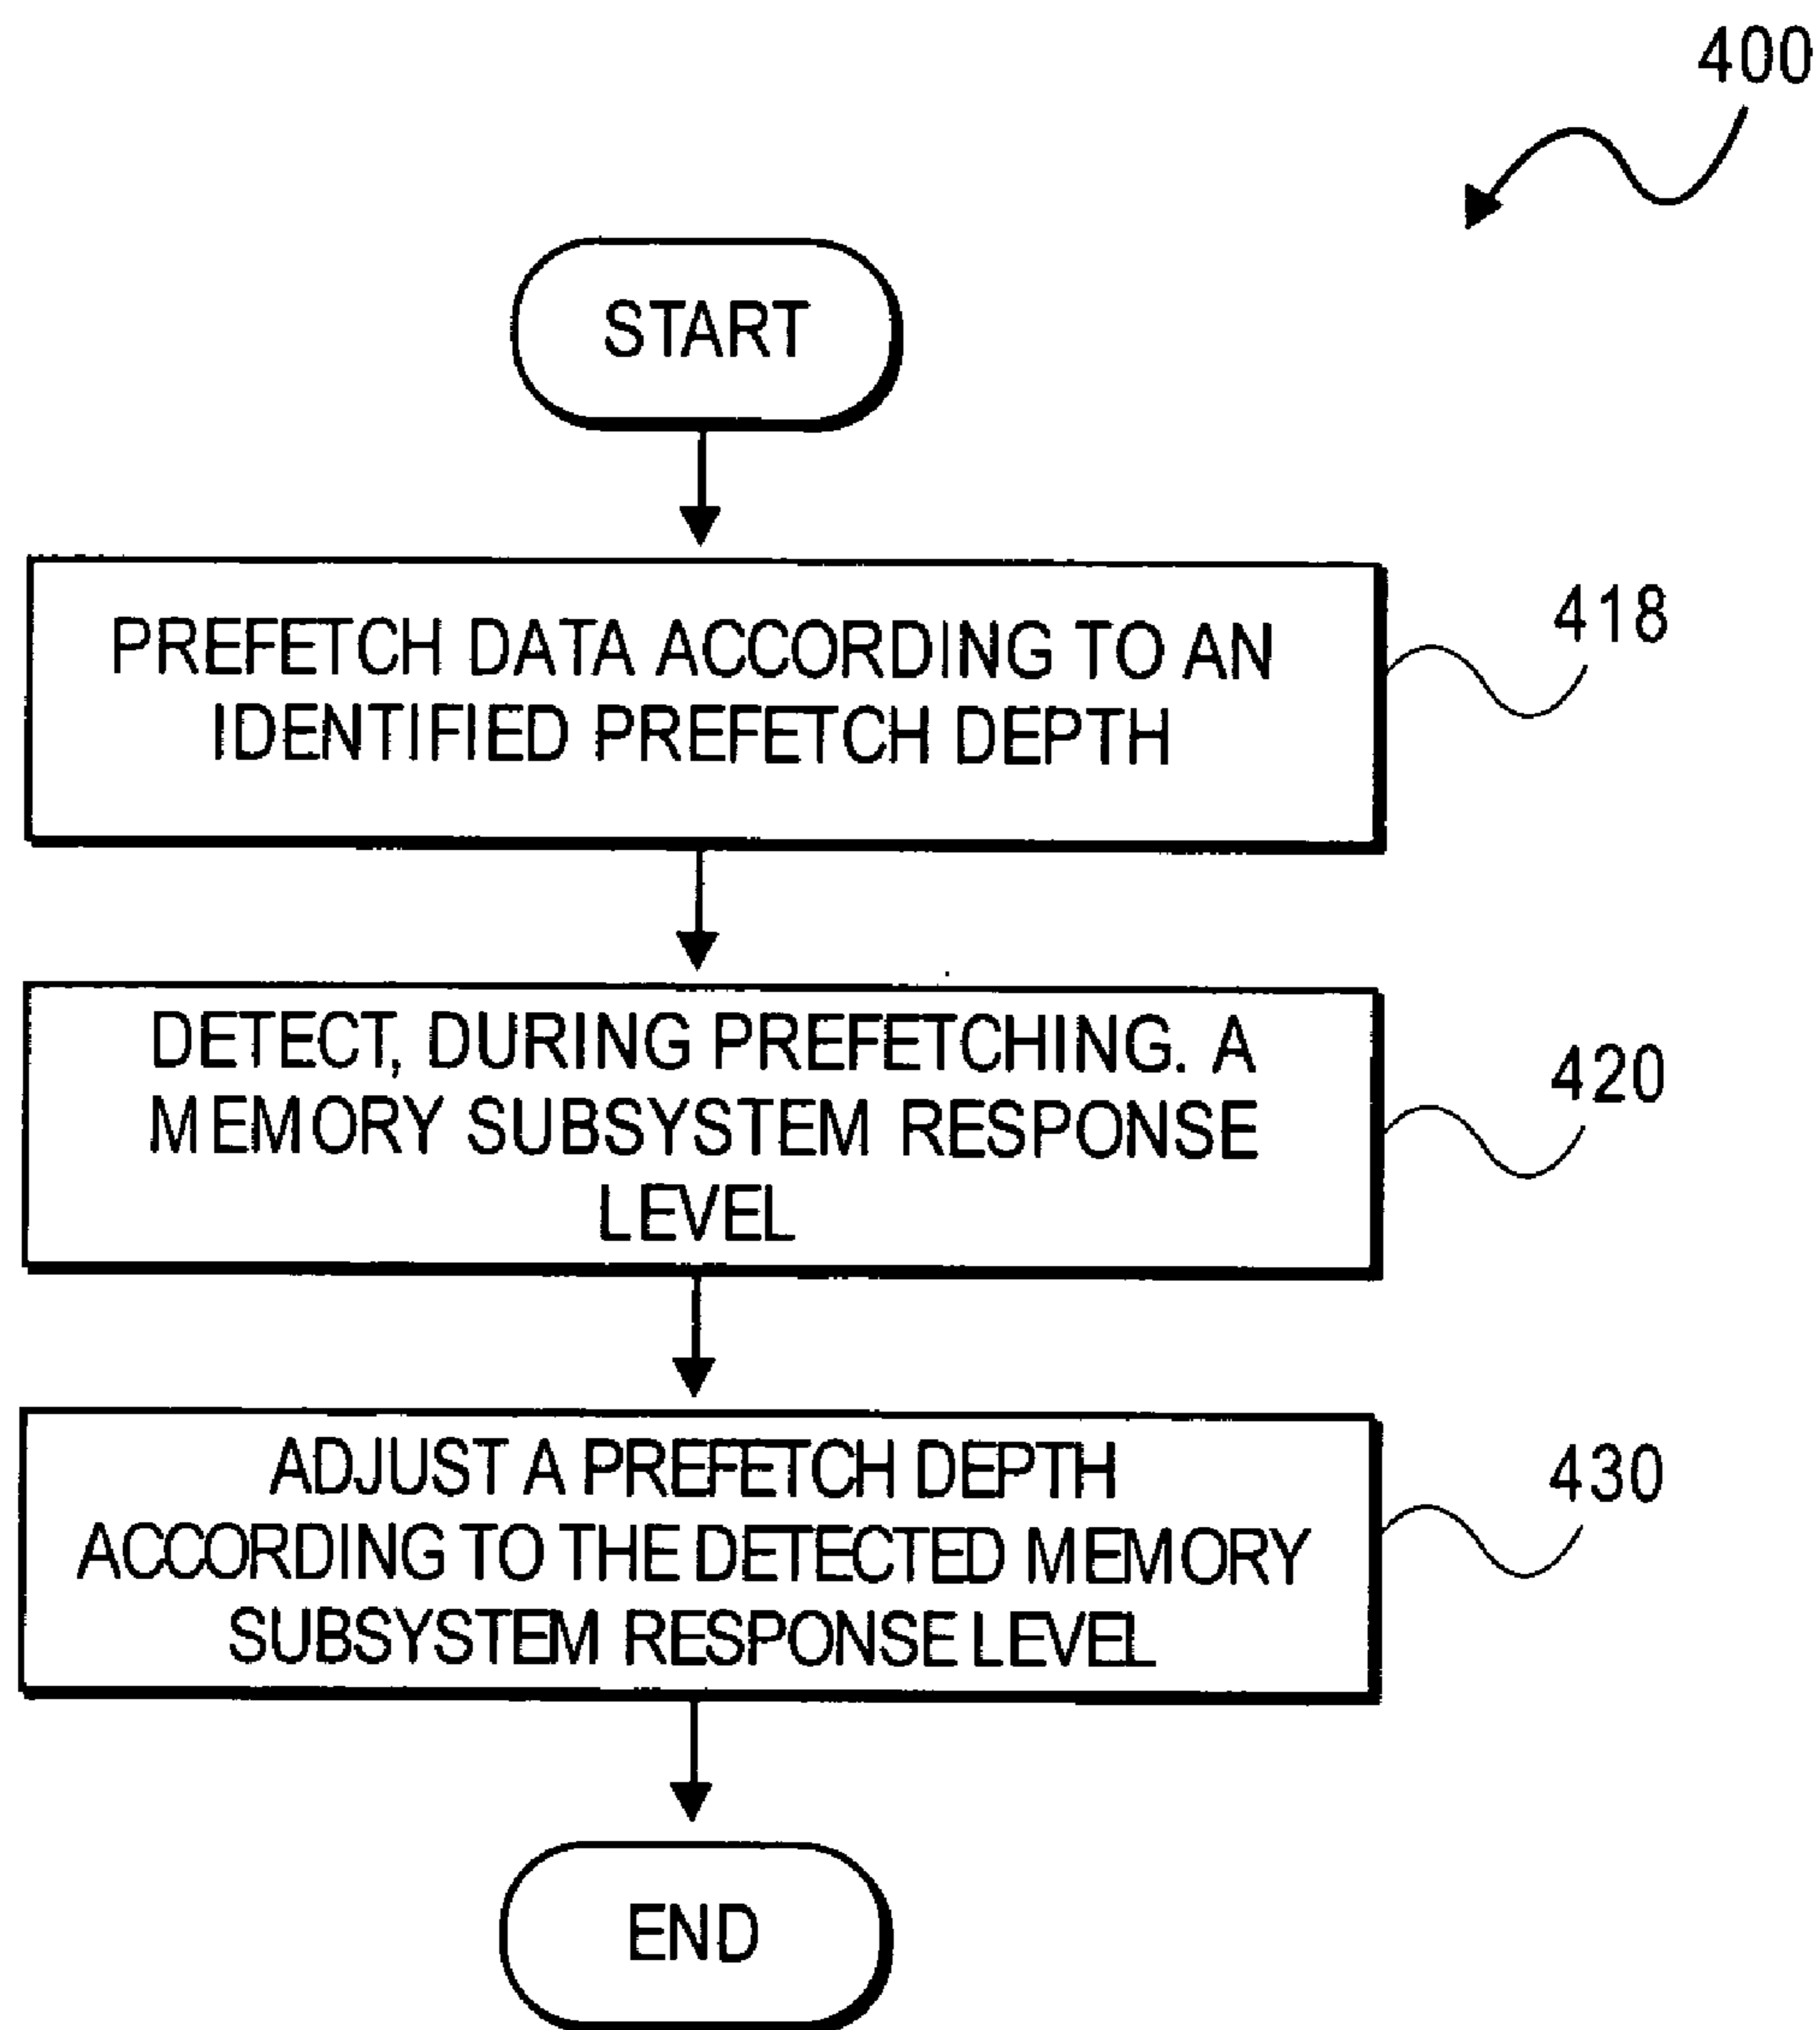 400
START
PREFETCH DATA ACCORDING TO AN
IDENTIFIED PREFETCH DEPTH
418
DETECT, DURING PREFETCHING. A
MEMORY SUBSYSTEM RESPONSE
LEVEL
420
ADJUST A PREFETCH DEPTH
ACCORDING TO THE DETECTED MEMORY
SUBSYSTEM RESPONSE LEVEL
430
END